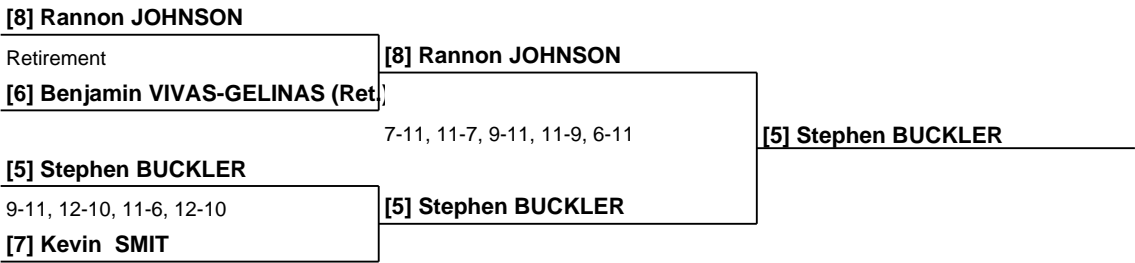 [8] Rannon JOHNSON
Retirement
[8] Rannon JOHNSON
[6] Benjamin VIVAS-GELINAS (Ret.)
7-11, 11-7, 9-11, 11-9, 6-11
[5] Stephen BUCKLER
[5] Stephen BUCKLER
9-11, 12-10, 11-6, 12-10
[5] Stephen BUCKLER
[7] Kevin  SMIT